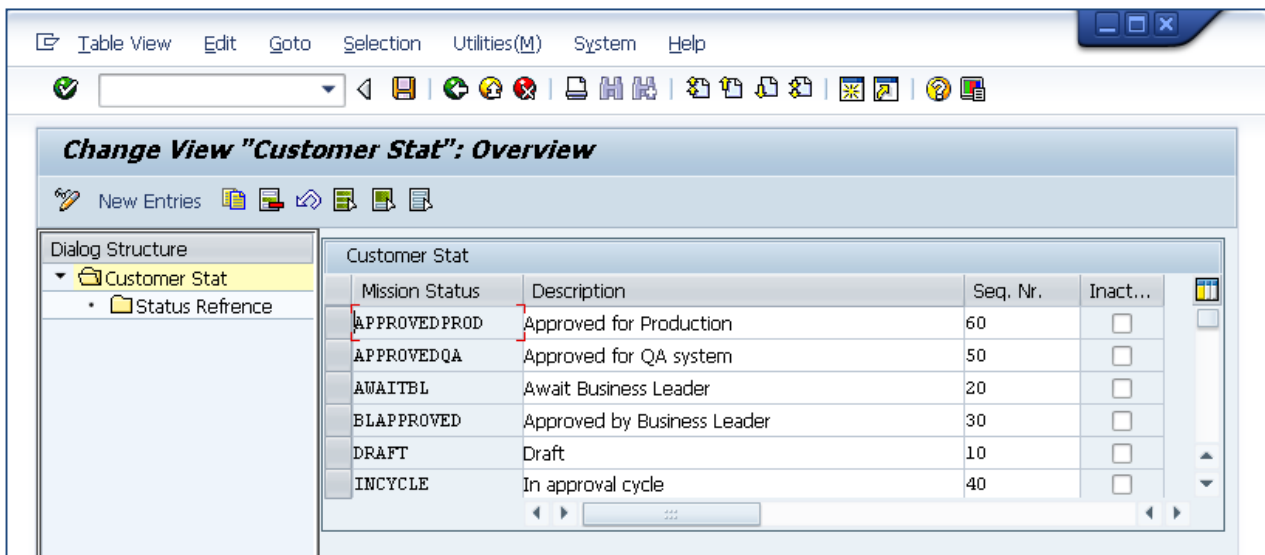 Table View Edit Goto Selection Utilities(M) System Help
Change View "Customer Stat": Overview
New Entries
Dialog Structure
Customer Stat
Status Refrence
Customer Stat
Mission Status Description Seq. Nr. Inact...
APPROVEDPROD Approved for Production 60
APPROVEDQA Approved for QA system 50
AWAITBL Await Business Leader 20
BLAPPROVED Approved by Business Leader 30
DRAFT Draft 10
INCYCLE In approval cycle 40